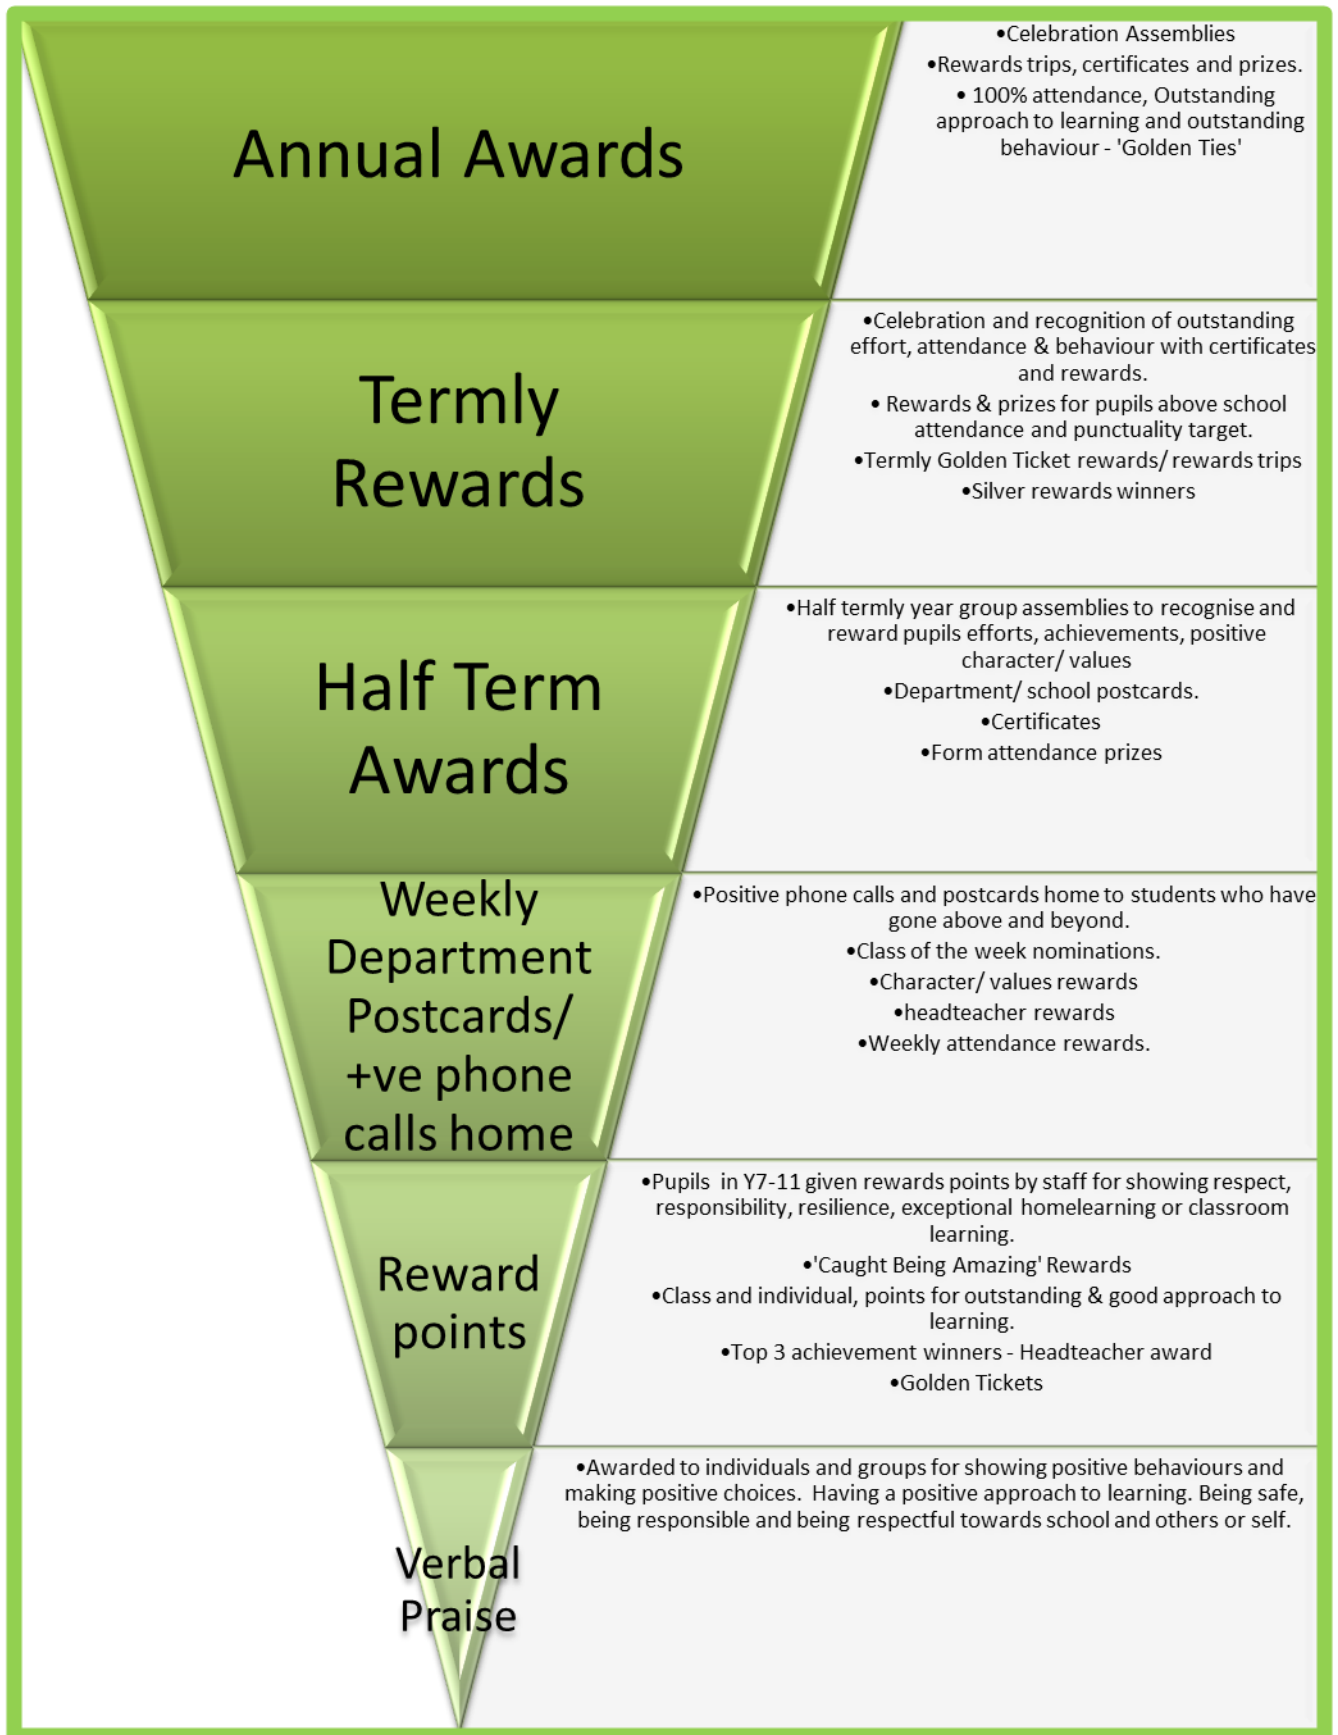 Annual Awards
•Celebration Assemblies
•Rewards trips, certificates and prizes.
• 100% attendance, Outstanding
approach to learning and outstanding
behaviour - 'Golden Ties'
Termly
Rewards
•Celebration and recognition of outstanding
effort, attendance & behaviour with certificates
and rewards.
• Rewards & prizes for pupils above school
attendance and punctuality target.
•Termly Golden Ticket rewards/ rewards trips
•Silver rewards winners
Half Term
Awards
•Half termly year group assemblies to recognise and
reward pupils efforts, achievements, positive
character/ values
•Department/ school postcards.
•Certificates
•Form attendance prizes
Weekly
Department
Postcards/
+ve phone
calls home
•Positive phone calls and postcards home to students who have
gone above and beyond.
•Class of the week nominations.
•Character/ values rewards
•headteacher rewards
•Weekly attendance rewards.
Reward
points
•Pupils in Y7-11 given rewards points by staff for showing respect,
responsibility, resilience, exceptional homelearning or classroom
learning.
•'Caught Being Amazing' Rewards
•Class and individual, points for outstanding & good approach to
learning.
•Top 3 achievement winners - Headteacher award
•Golden Tickets
Verbal
Praise
•Awarded to individuals and groups for showing positive behaviours and
making positive choices. Having a positive approach to learning. Being safe,
being responsible and being respectful towards school and others or self.